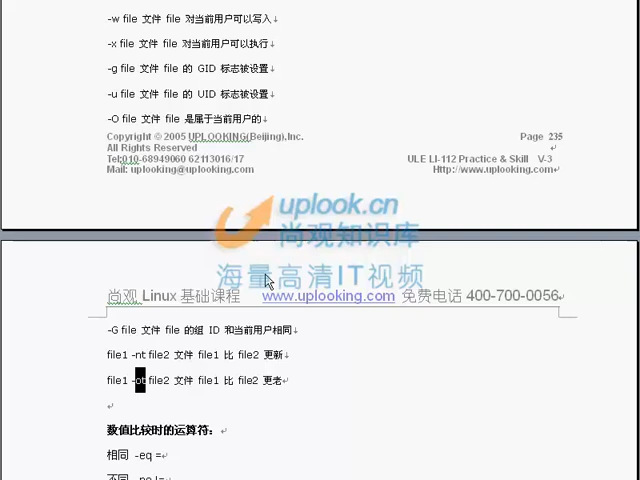 -w file 文件 file 对当前用户可以写入
-x file 文件 file 对当前用户可以执行
-g file 文件 file 的 GID 标志被设置
-u file 文件 file 的 UID 标志被设置
-O file 文件 file 是属于当前用户的
Copyright © 2005 UPLOOKING(Beijing).Inc. Page 235
All Rights Reserved
Tel;010-68949060 62113016/17 ULE LI-112 Practice & Skill V-3
Mail: uplooking@uplooking.com Http://www.uplooking.com
uplook.cn
尚观知识库
海量高清IT视频
尚观 Linux 基础课程 www.uplooking.com 免费电话 400-700-0056
-G file 文件 file 的组 ID 和当前用户相同
file1 -nt file2 文件 file1 比 file2 更新
file1 -ot file2 文件 file1 比 file2 更老
数值比较时的运算符：
相同 -eq =
不同 -ne !=